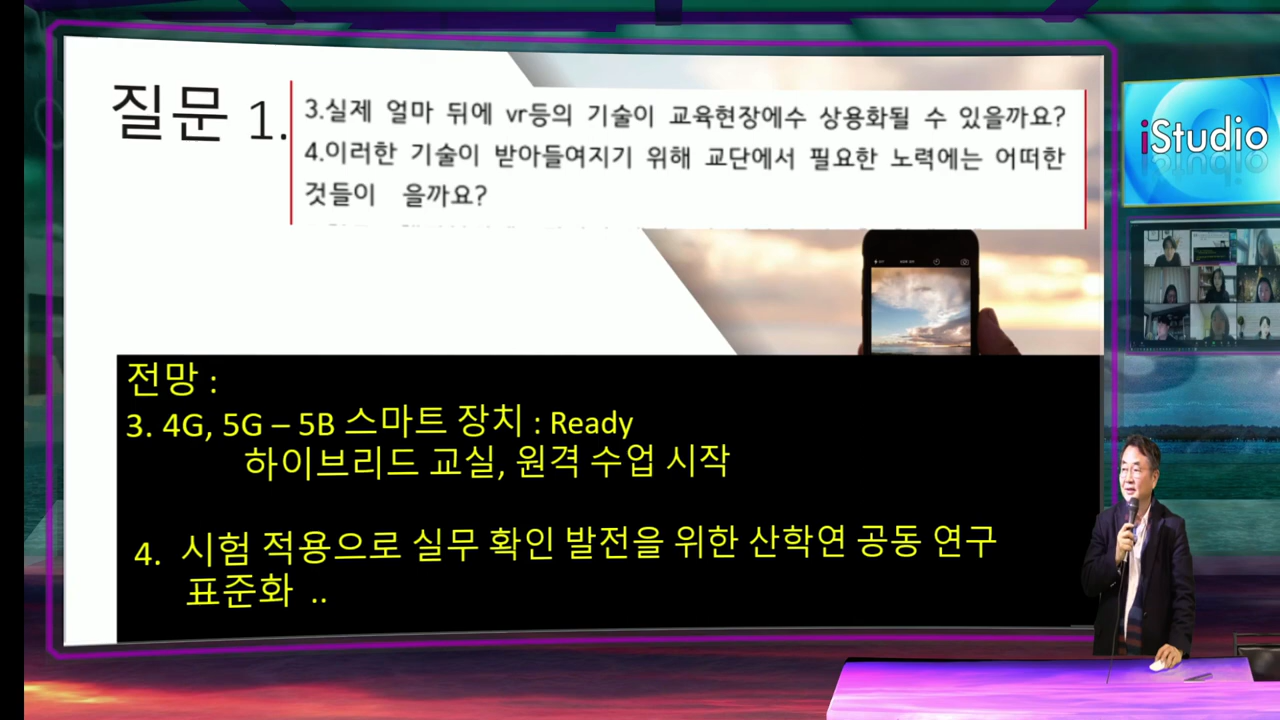 질문 1.
3.실제 얼마 뒤에 vr등의 기술이 교육현장에수 상용화될 수 있을까요?
4.이러한 기술이 받아들여지기 위해 교단에서 필요한 노력에는 어떠한
것들이 을까요?
전망 :
3. 4G, 5G – 5B 스마트 장치 : Ready
하이브리드 교실, 원격 수업 시작
4. 시험 적용으로 실무 확인 발전을 위한 산학연 공동 연구
표준화 ..
iStudio